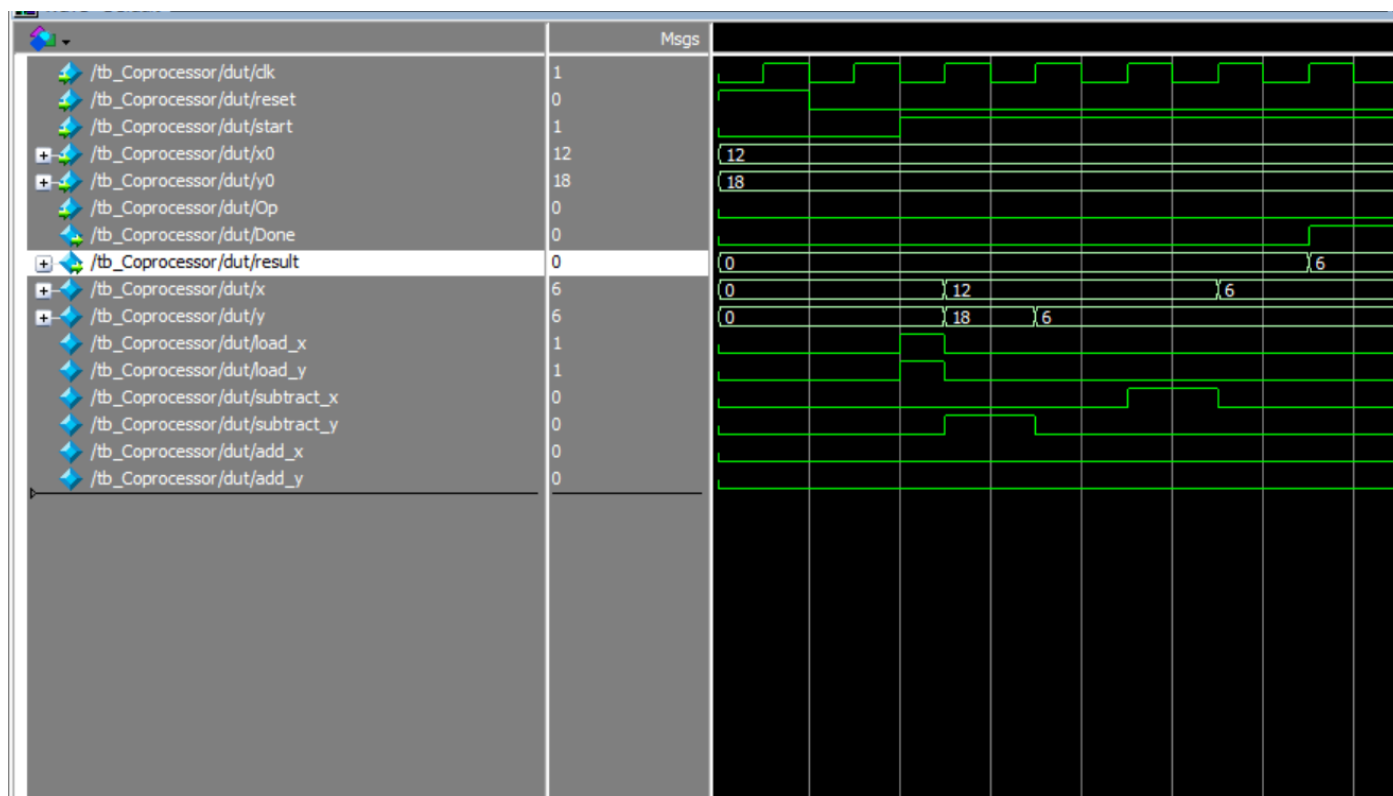 Msgs
/tb_Coprocessor/dut/clk 1
/tb_Coprocessor/dut/reset 0
/tb_Coprocessor/dut/start 1
/tb_Coprocessor/dut/x0 12 12
/tb_Coprocessor/dut/y0 18 18
/tb_Coprocessor/dut/Op 0
/tb_Coprocessor/dut/Done 0
/tb_Coprocessor/dut/result 0 0 6
/tb_Coprocessor/dut/x 6 0 12 6
/tb_Coprocessor/dut/y 6 0 18 6
/tb_Coprocessor/dut/load_x 1
/tb_Coprocessor/dut/load_y 1
/tb_Coprocessor/dut/subtract_x 0
/tb_Coprocessor/dut/subtract_y 0
/tb_Coprocessor/dut/add_x 0
/tb_Coprocessor/dut/add_y 0